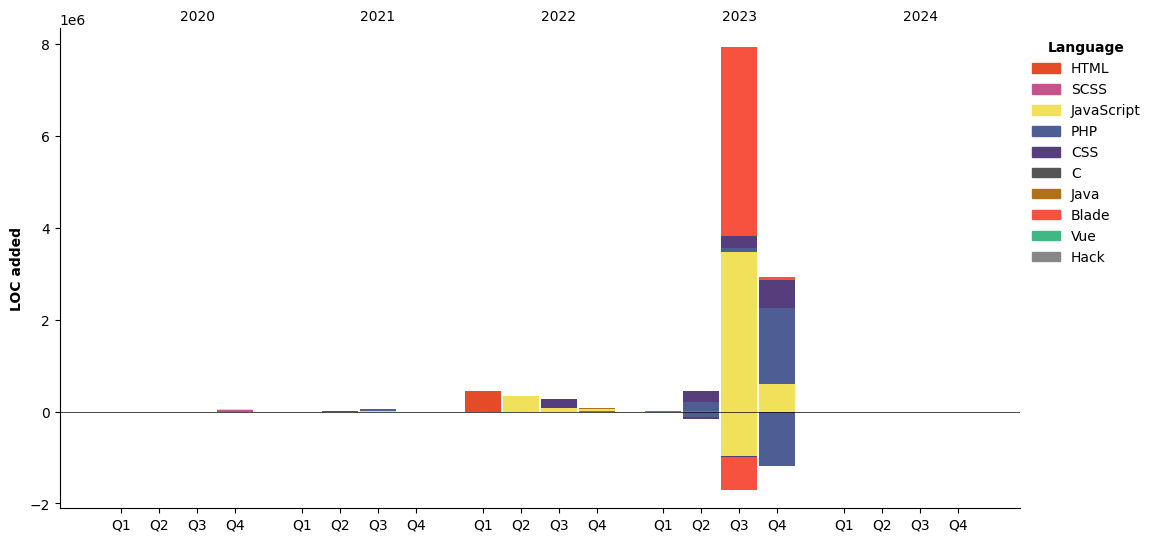 1e6
2020 2021 2022 2023 2024
8
6
4
2
0
−2
LOC added
Q1 Q2 Q3 Q4 Q1 Q2 Q3 Q4 Q1 Q2 Q3 Q4 Q1 Q2 Q3 Q4 Q1 Q2 Q3 Q4
Language
HTML
SCSS
JavaScript
PHP
CSS
C
Java
Blade
Vue
Hack